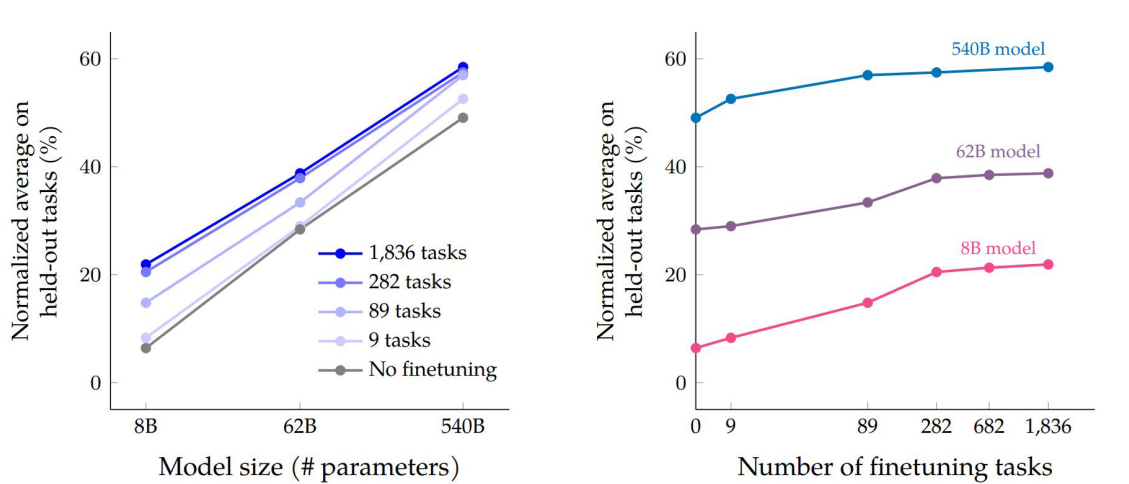 Normalized average on
held-out tasks (%)
60
40
20
0
1,836 tasks
282 tasks
89 tasks
9 tasks
No finetuning
8B
62B
540B
Model size (# parameters)
Normalized average on
held-out tasks (%)
60
40
20
0
540B model
62B model
8B model
0 9 89 282 682 1,836
Number of finetuning tasks